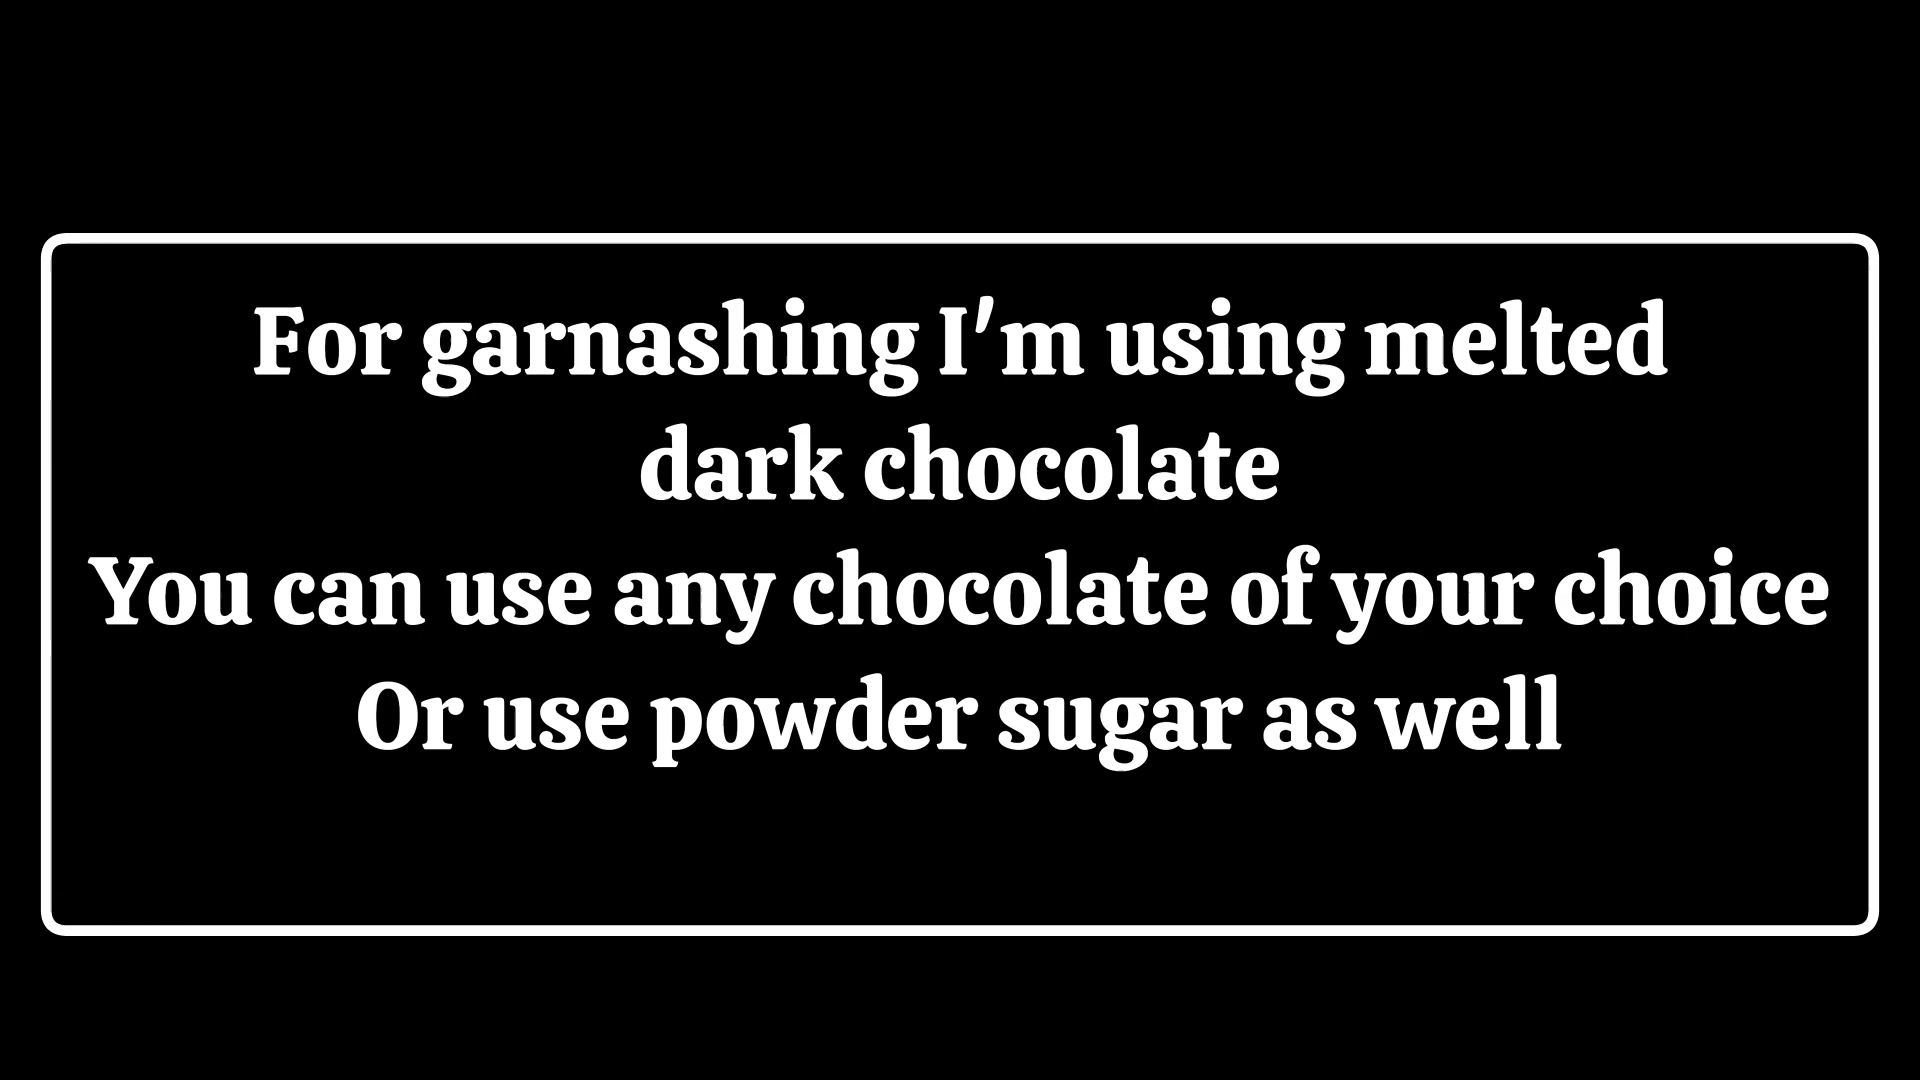 For garnashing I'm using melted
dark chocolate
You can use any chocolate of your choice
Or use powder sugar as well